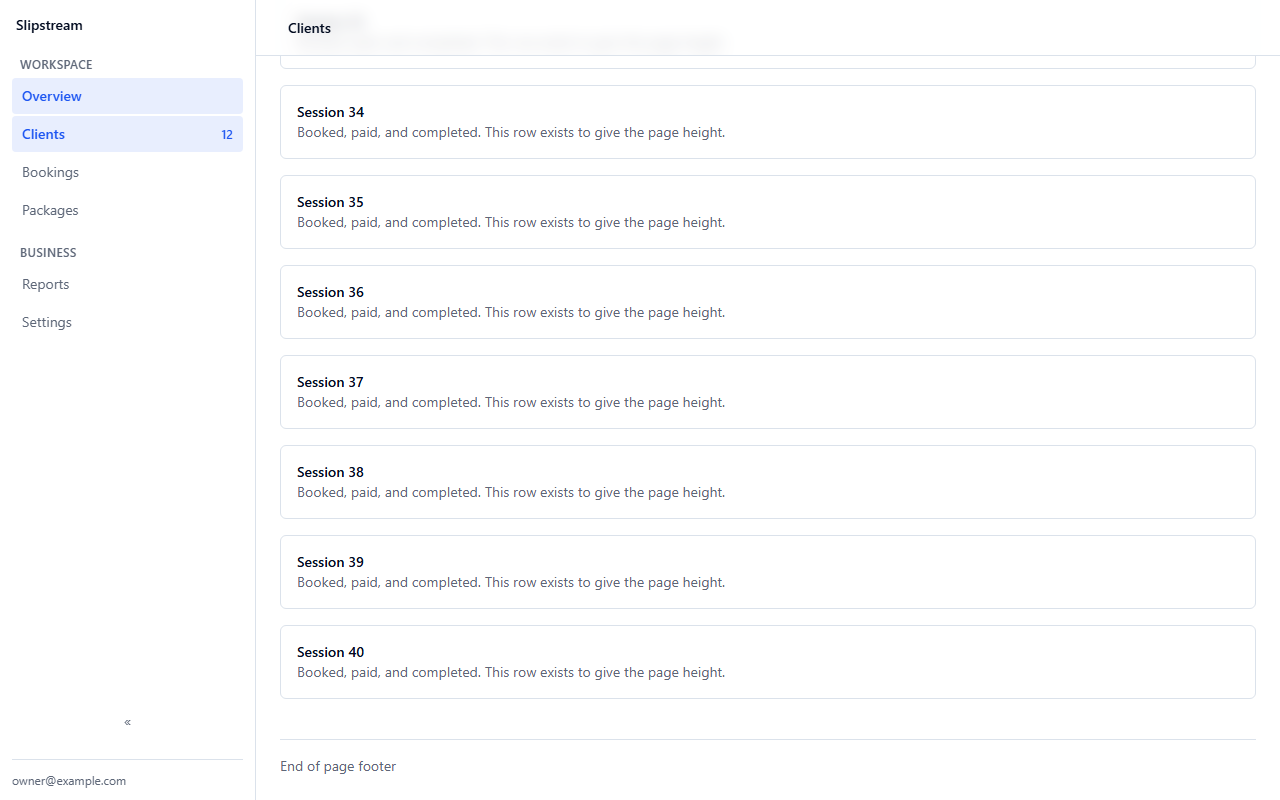 Slipstream
WORKSPACE
Overview
Clients 12
Bookings
Packages
BUSINESS
Reports
Settings
«
owner@example.com
Clients
Session 34
Booked, paid, and completed. This row exists to give the page height.
Session 35
Booked, paid, and completed. This row exists to give the page height.
Session 36
Booked, paid, and completed. This row exists to give the page height.
Session 37
Booked, paid, and completed. This row exists to give the page height.
Session 38
Booked, paid, and completed. This row exists to give the page height.
Session 39
Booked, paid, and completed. This row exists to give the page height.
Session 40
Booked, paid, and completed. This row exists to give the page height.
End of page footer